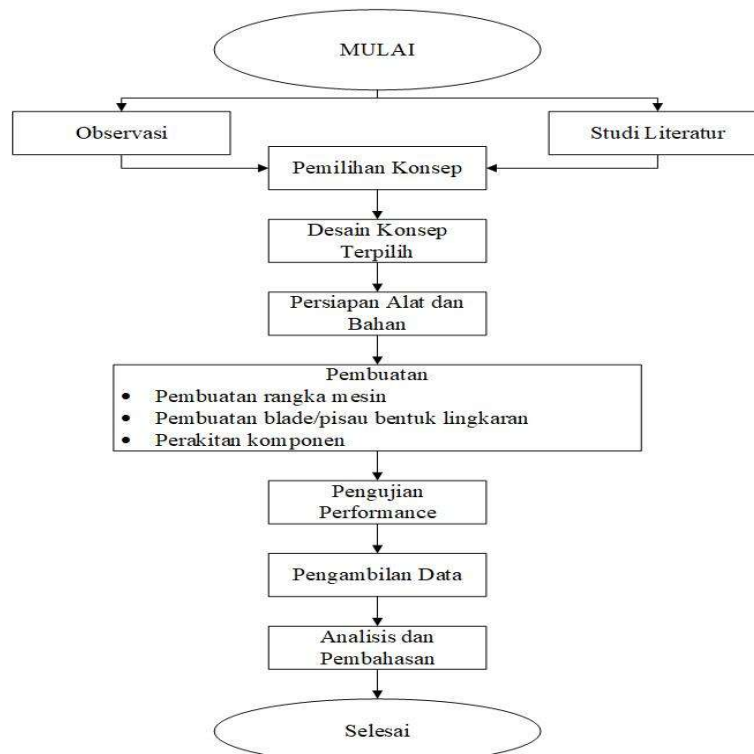 MULAI
Observasi
Studi Literatur
Pemilihan Konsep
Desain Konsep
Terpilih
Persiapan Alat dan
Bahan
Pembuatan
• Pembuatan rangka mesin
• Pembuatan blade/pisau bentuk lingkaran
• Perakitan komponen
Pengujian
Performance
Pengambilan Data
Analisis dan
Pembahasan
Selesai